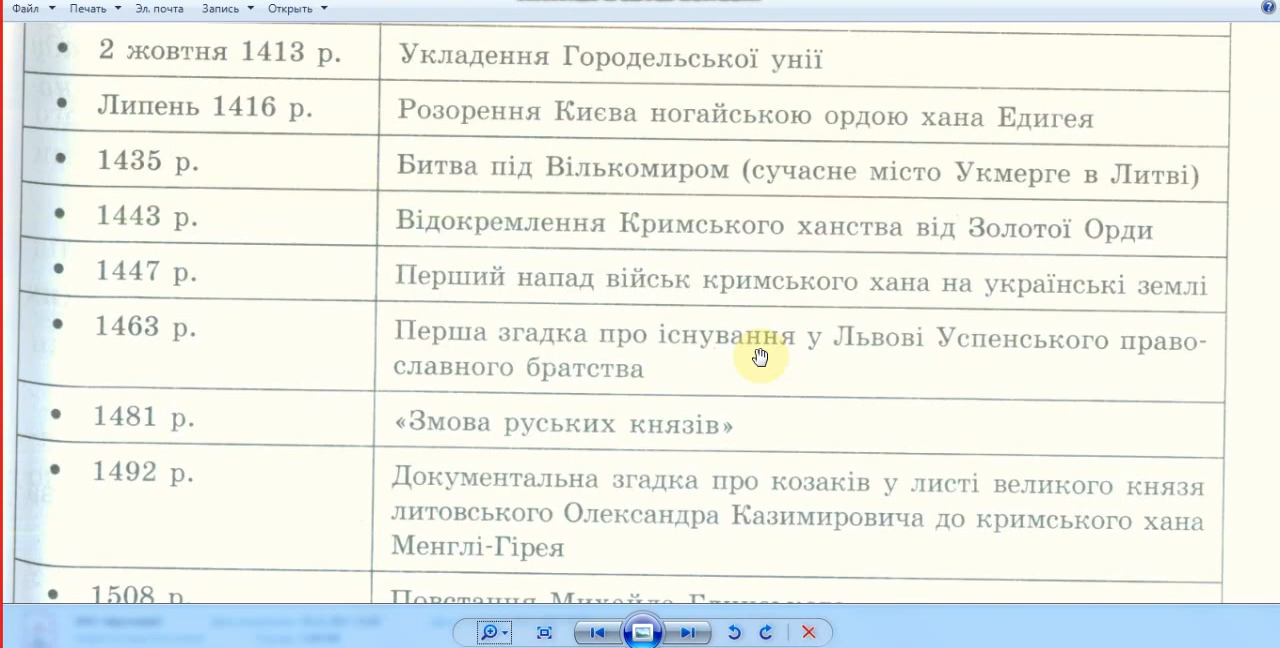 Файл Печать Эл. почта Запись Открыть
2 жовтня 1413 р. Укладення Городельської унії
Липень 1416 р. Розорення Києва ногайською ордою хана Едигея
1435 р. Битва під Вількомиром (сучасне місто Укмерге в Литві)
1443 р. Відокремлення Кримського ханства від Золотої Орди
1447 р. Перший напад військ кримського хана на українські землі
1463 р. Перша згадка про існування у Львові Успенського право-
славного братства
1481 р. «Змова руських князів»
1492 р. Документальна згадка про козаків у листі великого князя
литовського Олександра Казимировича до кримського хана
Менглі-Гірея
1508 р. Повстання Михайла Глинського